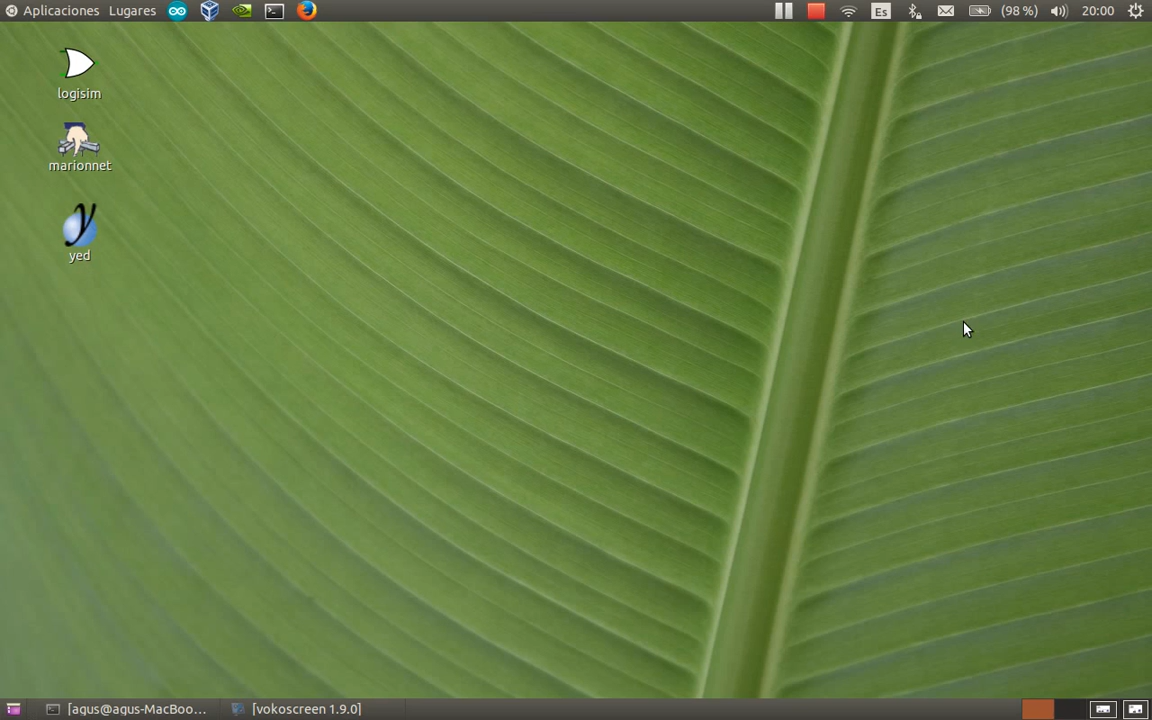 Aplicaciones Lugares Es (98 %) 20:00
logisim
marionnet
yed
[agus@agus-MacBoo... [vokoscreen 1.9.0]